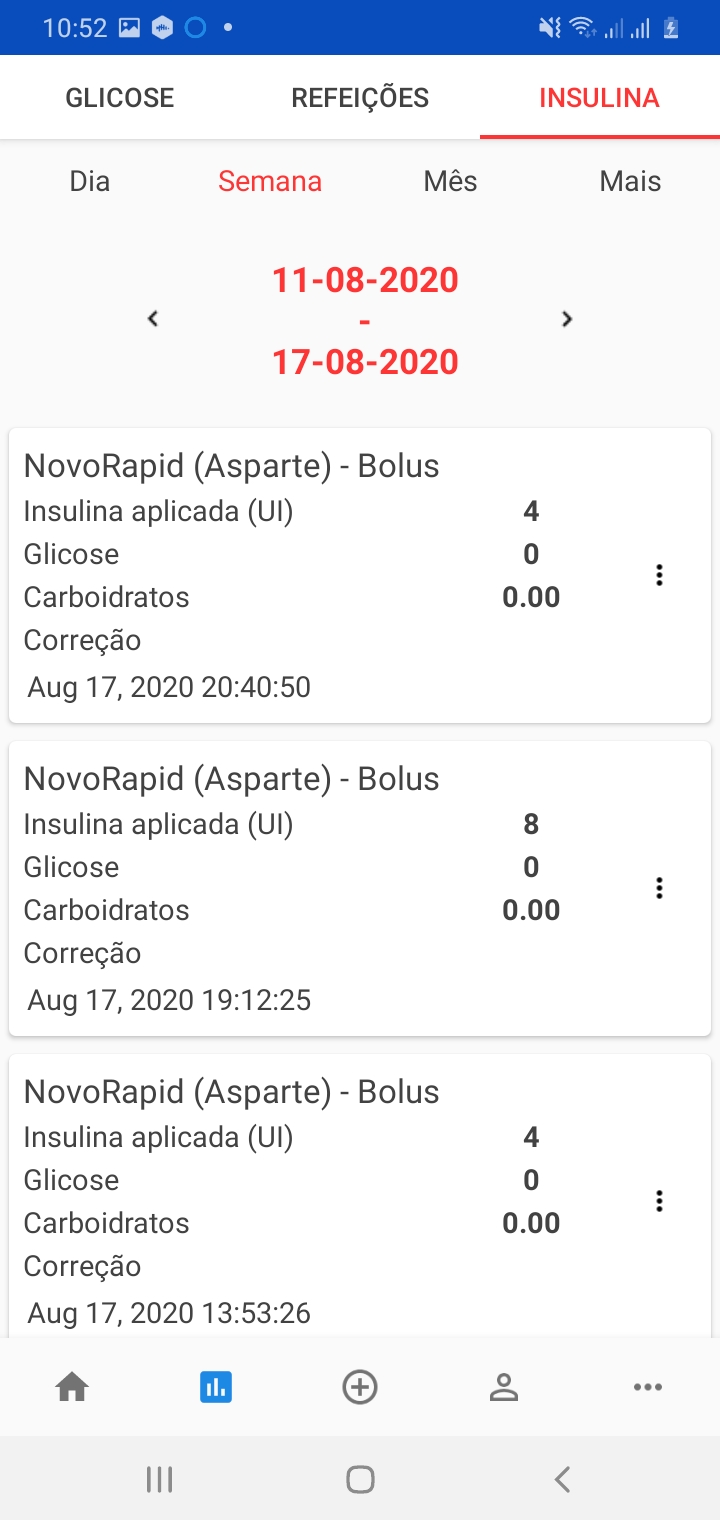 10:52
GLICOSE REFEIÇÕES INSULINA
Dia Semana Mês Mais
11-08-2020
-
17-08-2020
NovoRapid (Asparte) - Bolus
Insulina aplicada (UI) 4
Glicose 0
Carboidratos 0.00
Correção
Aug 17, 2020 20:40:50
NovoRapid (Asparte) - Bolus
Insulina aplicada (UI) 8
Glicose 0
Carboidratos 0.00
Correção
Aug 17, 2020 19:12:25
NovoRapid (Asparte) - Bolus
Insulina aplicada (UI) 4
Glicose 0
Carboidratos 0.00
Correção
Aug 17, 2020 13:53:26